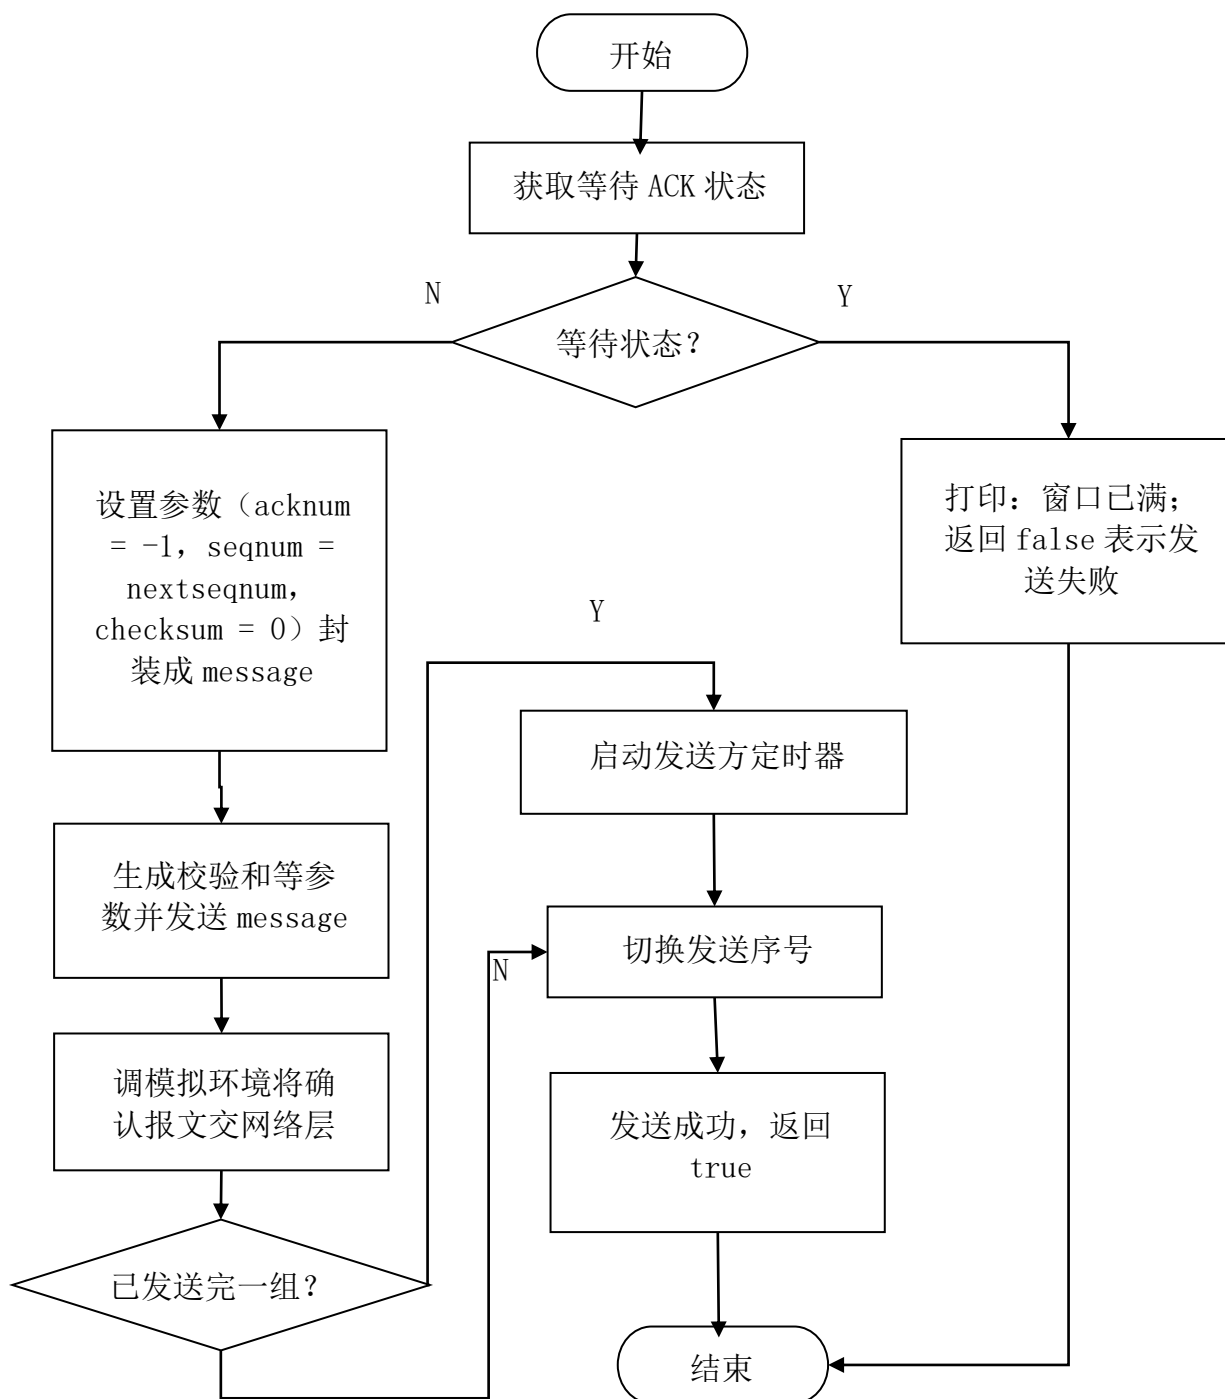 开始
获取等待 ACK 状态
N
Y
等待状态？
设置参数（acknum
= -1，seqnum =
nextseqnum，
checksum = 0）封
装成 message
打印：窗口已满；
返回 false 表示发
送失败
Y
启动发送方定时器
生成校验和等参
数并发送 message
切换发送序号
N
调模拟环境将确
认报文交网络层
发送成功，返回
true
已发送完一组？
结束